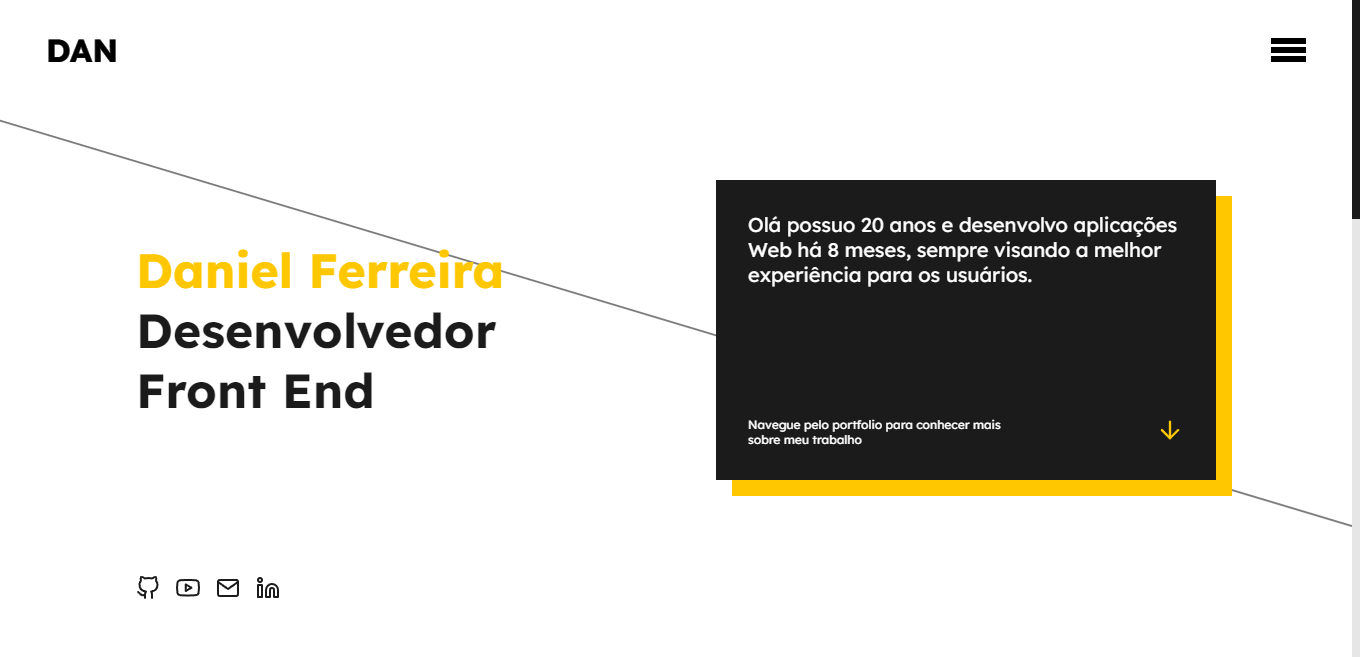 DAN
Daniel Ferreira
Desenvolvedor
Front End
Olá possuo 20 anos e desenvolvo aplicações
Web há 8 meses, sempre visando a melhor
experiência para os usuários.
Navegue pelo portfolio para conhecer mais
sobre meu trabalho